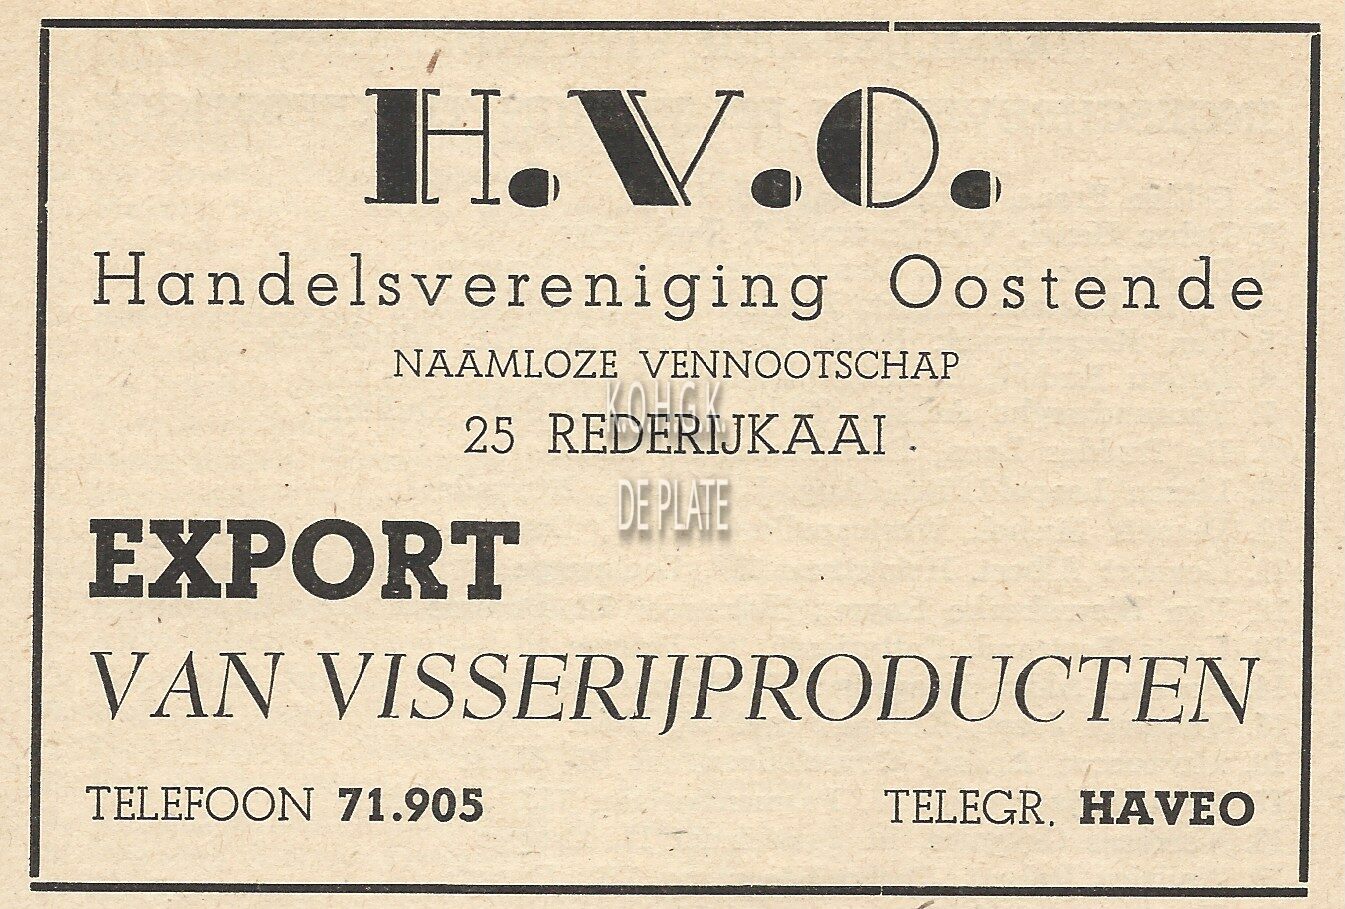 H.V.O.
Handelsvereniging Oostende
NAAMLOZE VENNOOTSCHAP
K.O.H.G.K.
25 REDERIJKAAI.
DE PLATE
EXPORT
VAN VISSERIJPRODUCTEN
TELEFOON 71.905 TELEGR. HAVEO